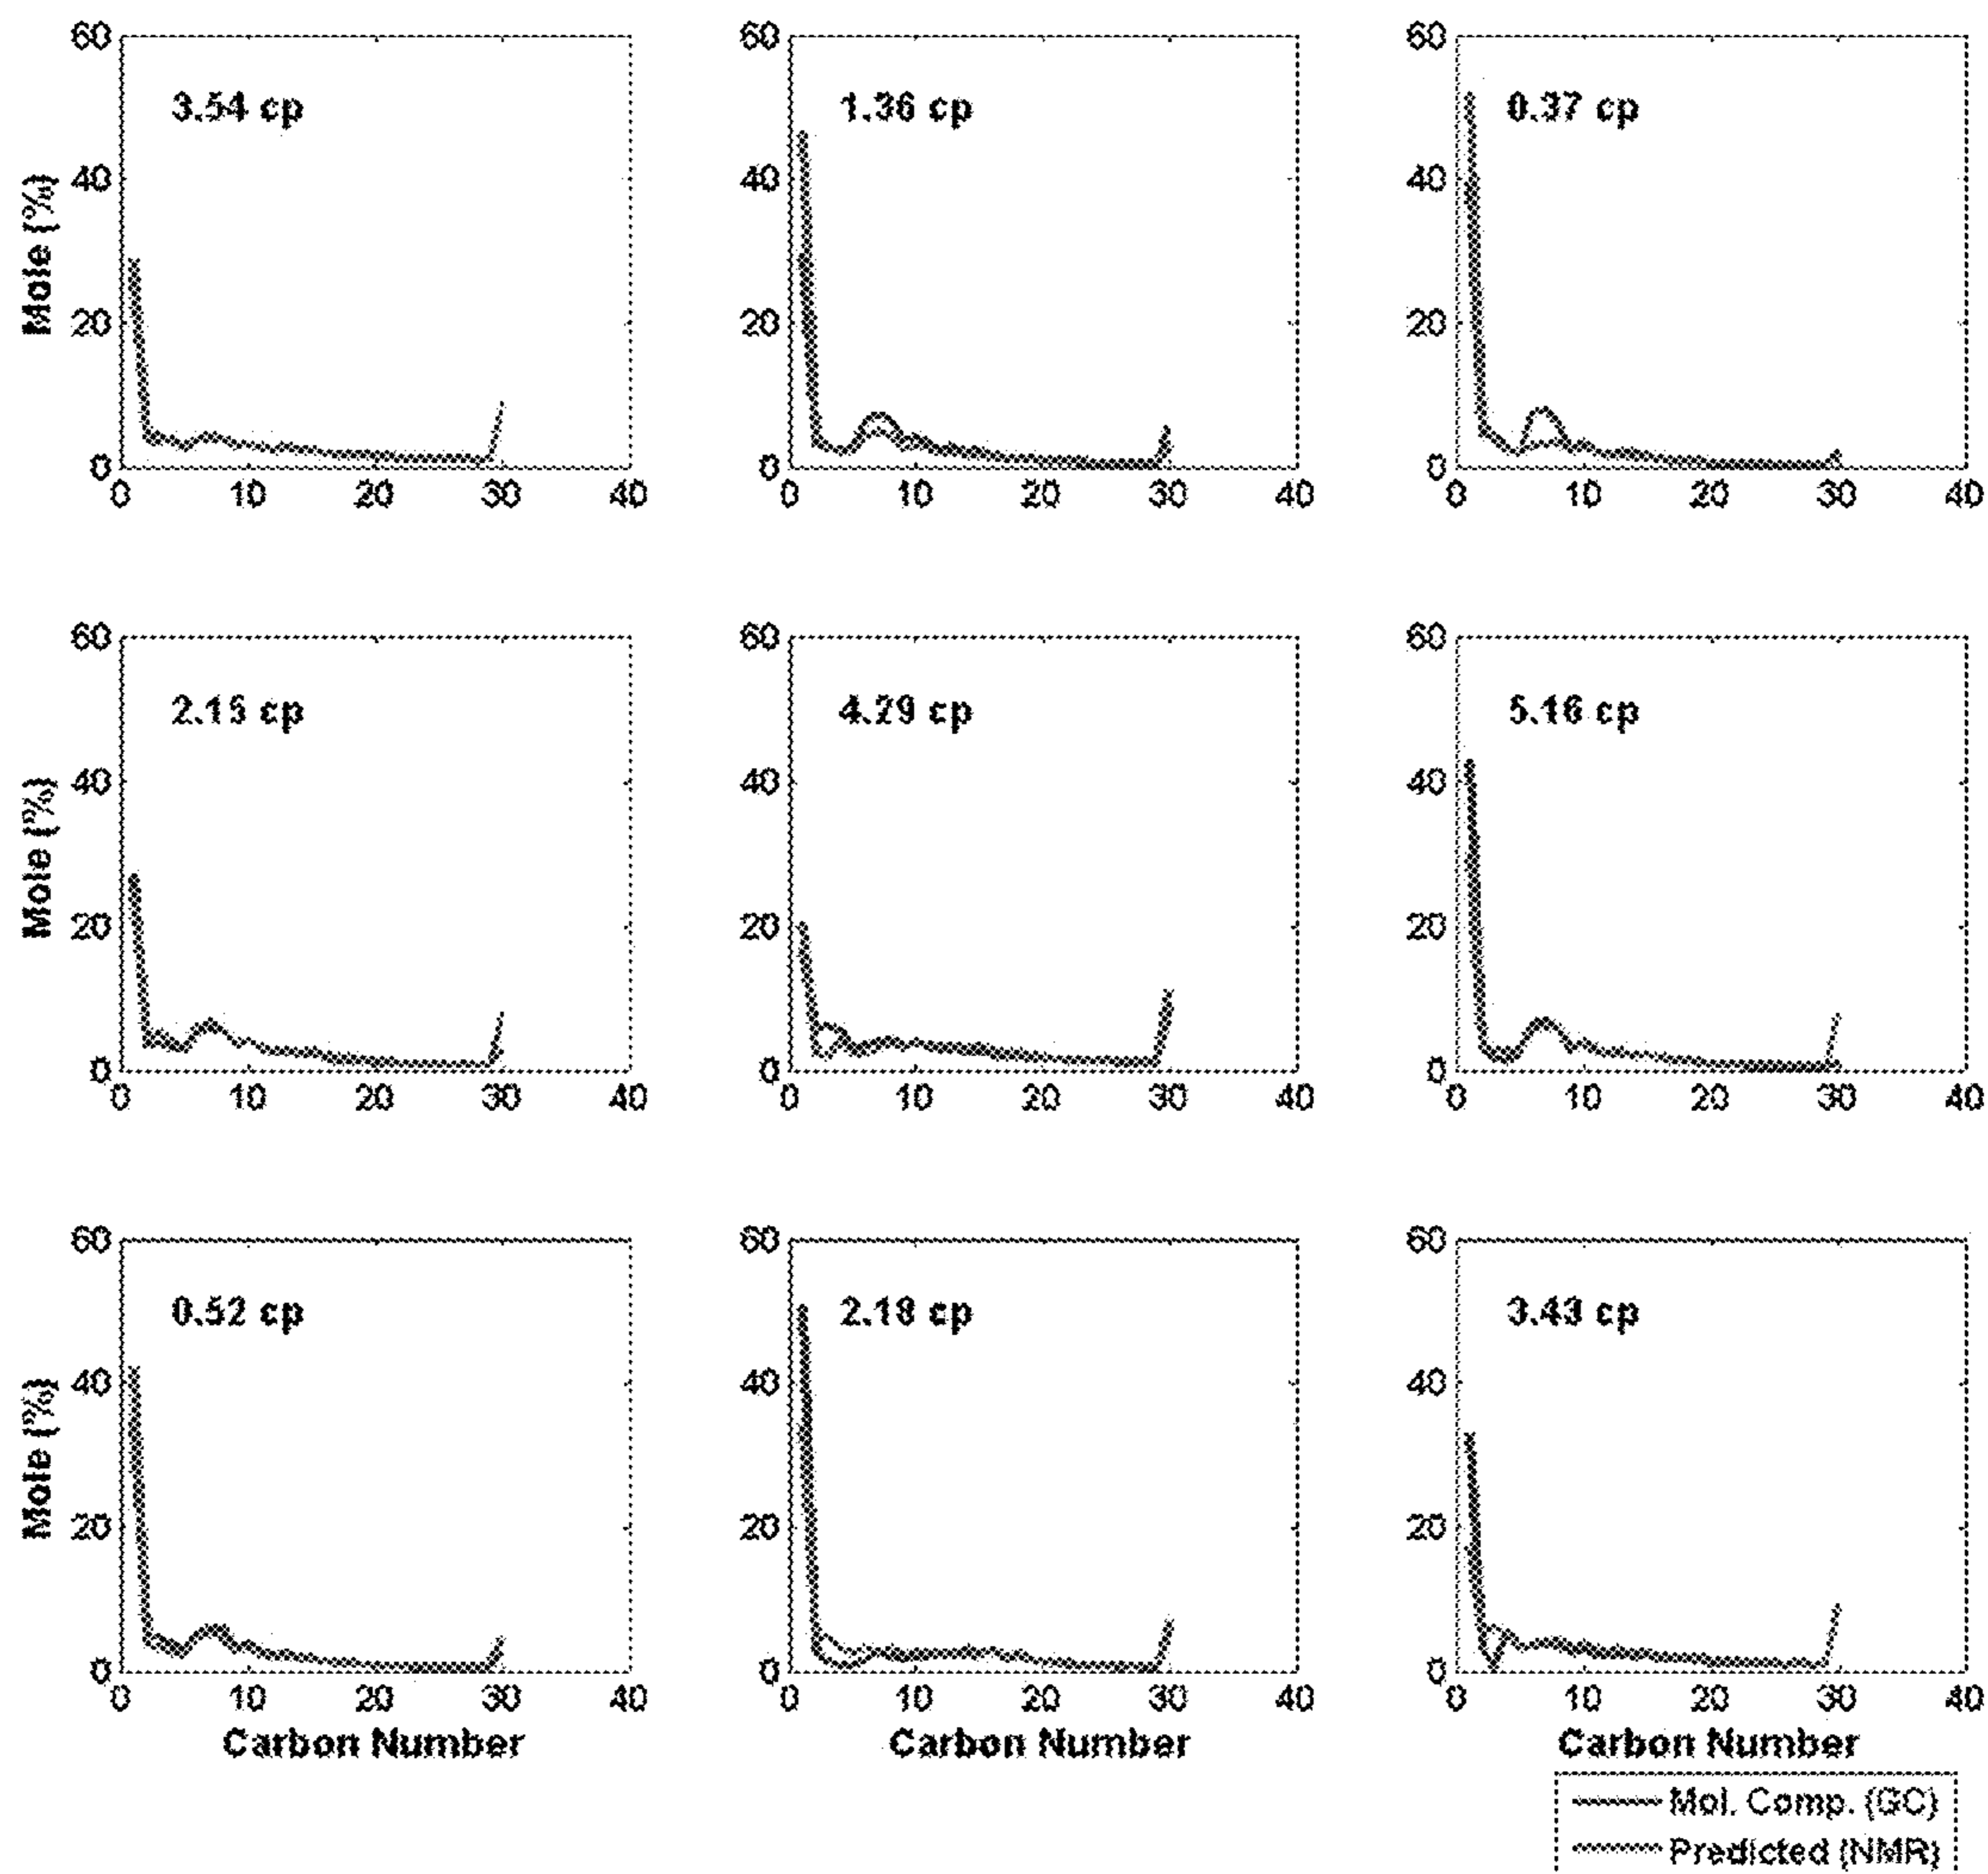 60 60 60
3.54 cp 1.36 cp 0.37 cp
Mole (%) 40 40 40
20 20 20
0 0 0
0 10 20 30 40 0 10 20 30 40 0 10 20 30 40
60 60 60
2.15 cp 4.29 cp 5.16 cp
Mole (%) 40 40 40
20 20 20
0 0 0
0 10 20 30 40 0 10 20 30 40 0 10 20 30 40
60 60 60
0.52 cp 2.18 cp 3.43 cp
Mole (%) 40 40 40
20 20 20
0 0 0
0 10 20 30 40 0 10 20 30 40 0 10 20 30 40
Carbon Number Carbon Number Carbon Number
Mol. Comp. (GC)
Predicted (NMR)